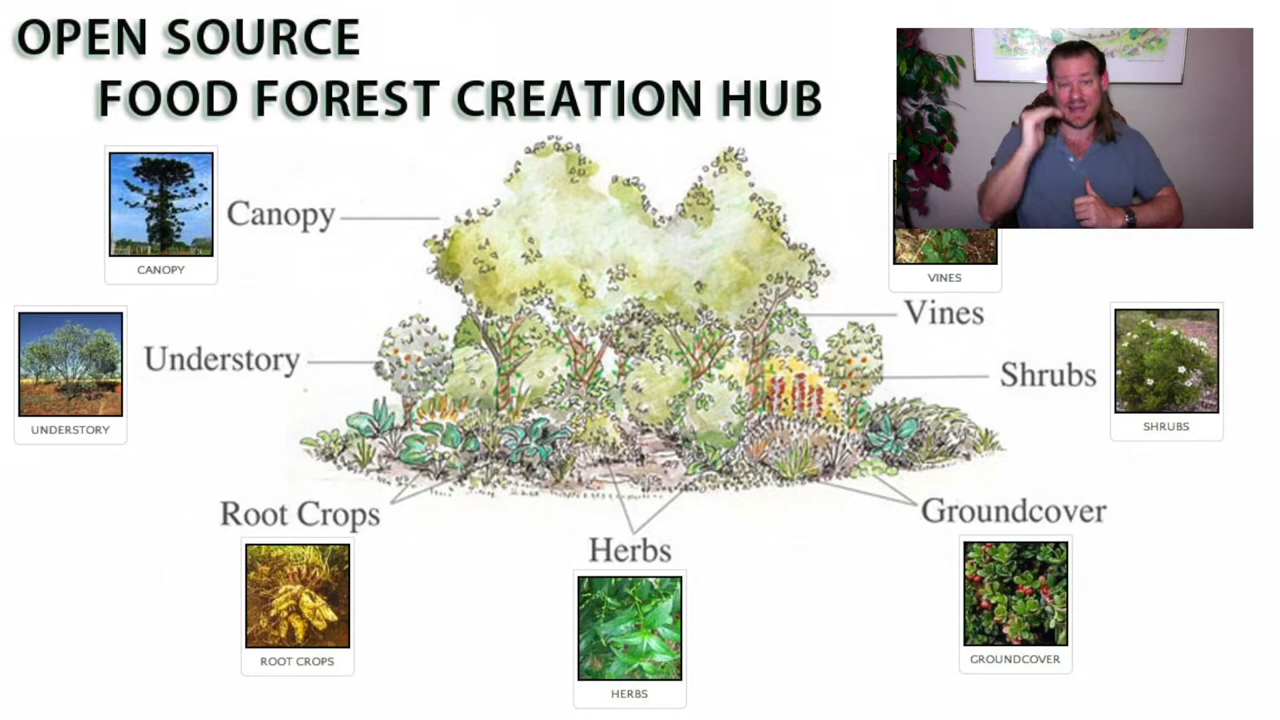 OPEN SOURCE
FOOD FOREST CREATION HUB
Canopy
CANOPY
VINES
Vines
Understory
UNDERSTORY
Shrubs
SHRUBS
Root Crops
ROOT CROPS
Herbs
HERBS
Groundcover
GROUNDCOVER